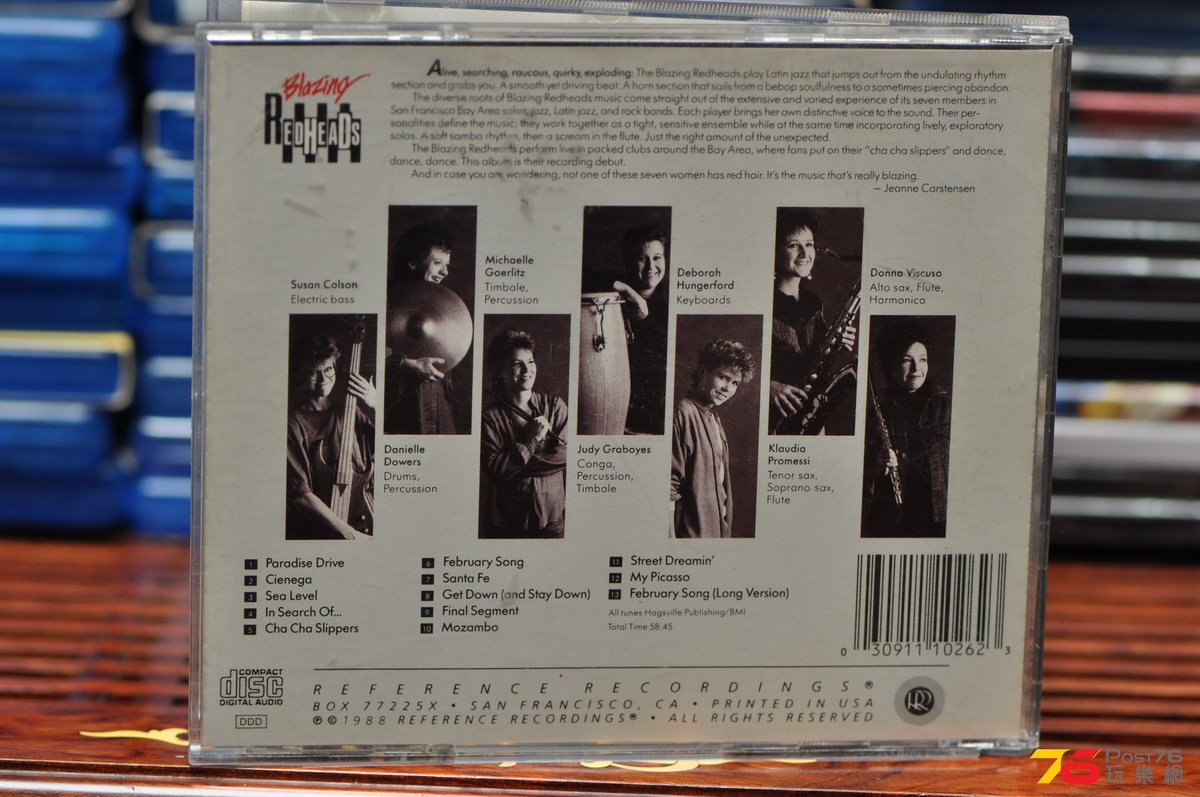 Blazing
REDHEADS
Alive, searching, raucous, quirky, exploding: The Blazing Redheads play Latin jazz that jumps out from the undulating rhythm
section and grabs you. A smooth yet driving beat. A horn section that sails from a bebop soulfulness to a sometimes piercing abandon.
The diverse roots of Blazing Redheads music come straight out of the extensive and varied experience of its seven members in
San Francisco Bay Area salsa, jazz, Latin jazz, and rock bands. Each player brings her own distinctive voice to the sound. Their per-
sonalities define the music; they work together as a tight, sensitive ensemble while at the same time incorporating lively, exploratory
solos. A soft samba rhythm, then a scream in the flute. Just the right amount of the unexpected.
The Blazing Redheads perform live in packed clubs around the Bay Area, where fans put on their "cha cha slippers" and dance,
dance, dance. This album is their recording debut.
And in case you are wondering, not one of these seven women has red hair. It's the music that's really blazing.
— Jeanne Carstensen
Susan Colson
Electric bass
Danielle
Dowers
Drums,
Percussion
Michaelle
Goerlitz
Timbale,
Percussion
Judy Graboyes
Conga,
Percussion,
Timbale
Deborah
Hungerford
Keyboards
Klaudia
Promessi
Tenor sax,
Soprano sax,
Flute
Donna Viscuso
Alto sax, Flute,
Harmonica
1 Paradise Drive
2 Cienega
3 Sea Level
4 In Search Of...
5 Cha Cha Slippers
6 February Song
7 Santa Fe
8 Get Down (and Stay Down)
9 Final Segment
10 Mozambo
11 Street Dreamin'
12 My Picasso
13 February Song (Long Version)
All tunes Hagsville Publishing/BMI
Total Time 58:45
0 30911 10262 3
COMPACT
disc
DIGITAL AUDIO
DDD
REFERENCE RECORDINGS®
BOX 77225X • SAN FRANCISCO, CA • PRINTED IN USA
℗©1988 REFERENCE RECORDINGS® • ALL RIGHTS RESERVED
RR
76 Post76
玩樂網